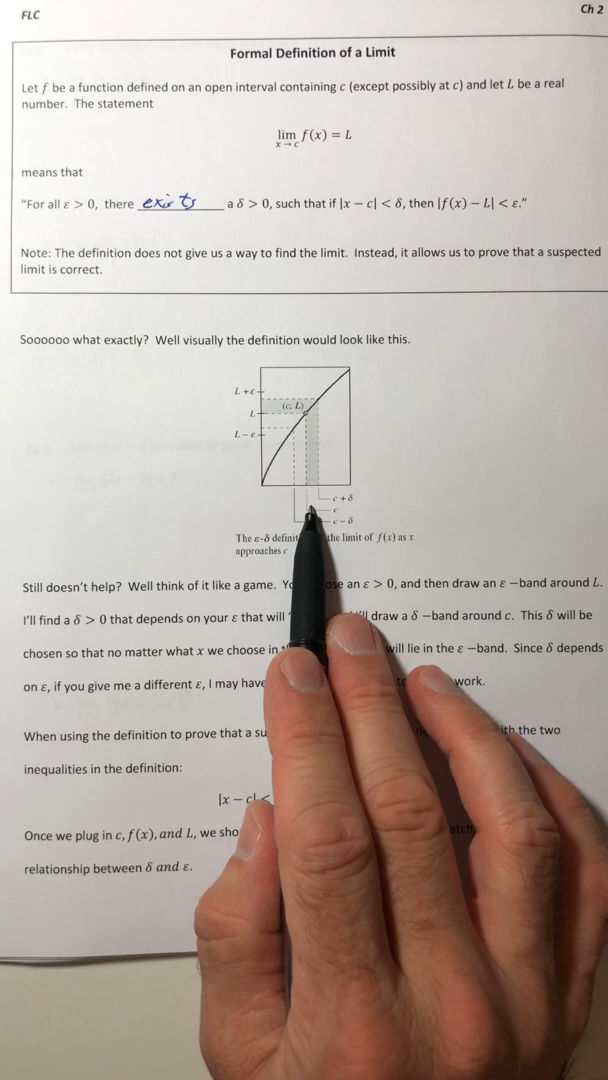 FLC
Ch 2
Formal Definition of a Limit
Let f be a function defined on an open interval containing c (except possibly at c) and let L be a real
number. The statement
lim f(x) = L
x→c
means that
"For all ε > 0, there exists a δ > 0, such that if |x − c| < δ, then |f(x) − L| < ε."
Note: The definition does not give us a way to find the limit. Instead, it allows us to prove that a suspected
limit is correct.
Soooooo what exactly? Well visually the definition would look like this.
L + ε
(c, L)
L
L − ε
c + δ
c
c − δ
The ε-δ the limit of f(x) as x
approaches c
Still doesn't help? Well think of it like a game. an ε > 0, and then draw an ε −band around L.
I'll find a δ > 0 that depends on your ε that will draw a δ −band around c. This δ will be
chosen so that no matter what x we choose in will lie in the ε −band. Since δ depends
on ε, if you give me a different ε, I may have work.
When using the definition to prove that a the two
inequalities in the definition:
|x − c| <
Once we plug in c, f(x), and L, we
relationship between δ and ε.